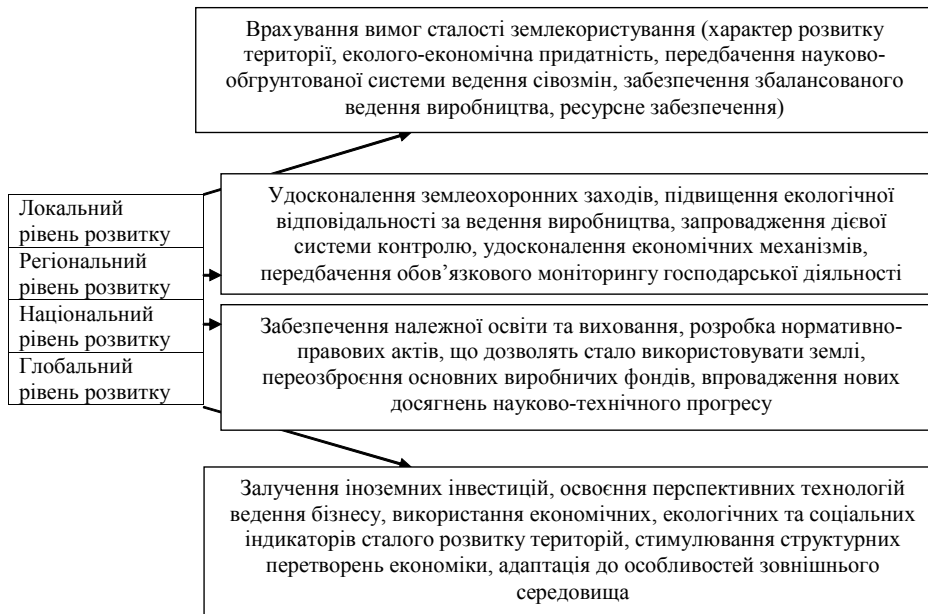 Врахування вимог сталості землекористування (характер розвитку
території, еколого-економічна придатність, передбачення науково-
обгрунтованої системи ведення сівозмін, забезпечення збалансованого
ведення виробництва, ресурсне забезпечення)
Локальний
рівень розвитку
Регіональний
рівень розвитку
Національний
рівень розвитку
Глобальний
рівень розвитку
Удосконалення землеохоронних заходів, підвищення екологічної
відповідальності за ведення виробництва, запровадження дієвої
системи контролю, удосконалення економічних механізмів,
передбачення обов’язкового моніторингу господарської діяльності
Забезпечення належної освіти та виховання, розробка нормативно-
правових актів, що дозволять стало використовувати землі,
переозброєння основних виробничих фондів, впровадження нових
досягнень науково-технічного прогресу
Залучення іноземних інвестицій, освоєння перспективних технологій
ведення бізнесу, використання економічних, екологічних та соціальних
індикаторів сталого розвитку територій, стимулювання структурних
перетворень економіки, адаптація до особливостей зовнішнього
середовища